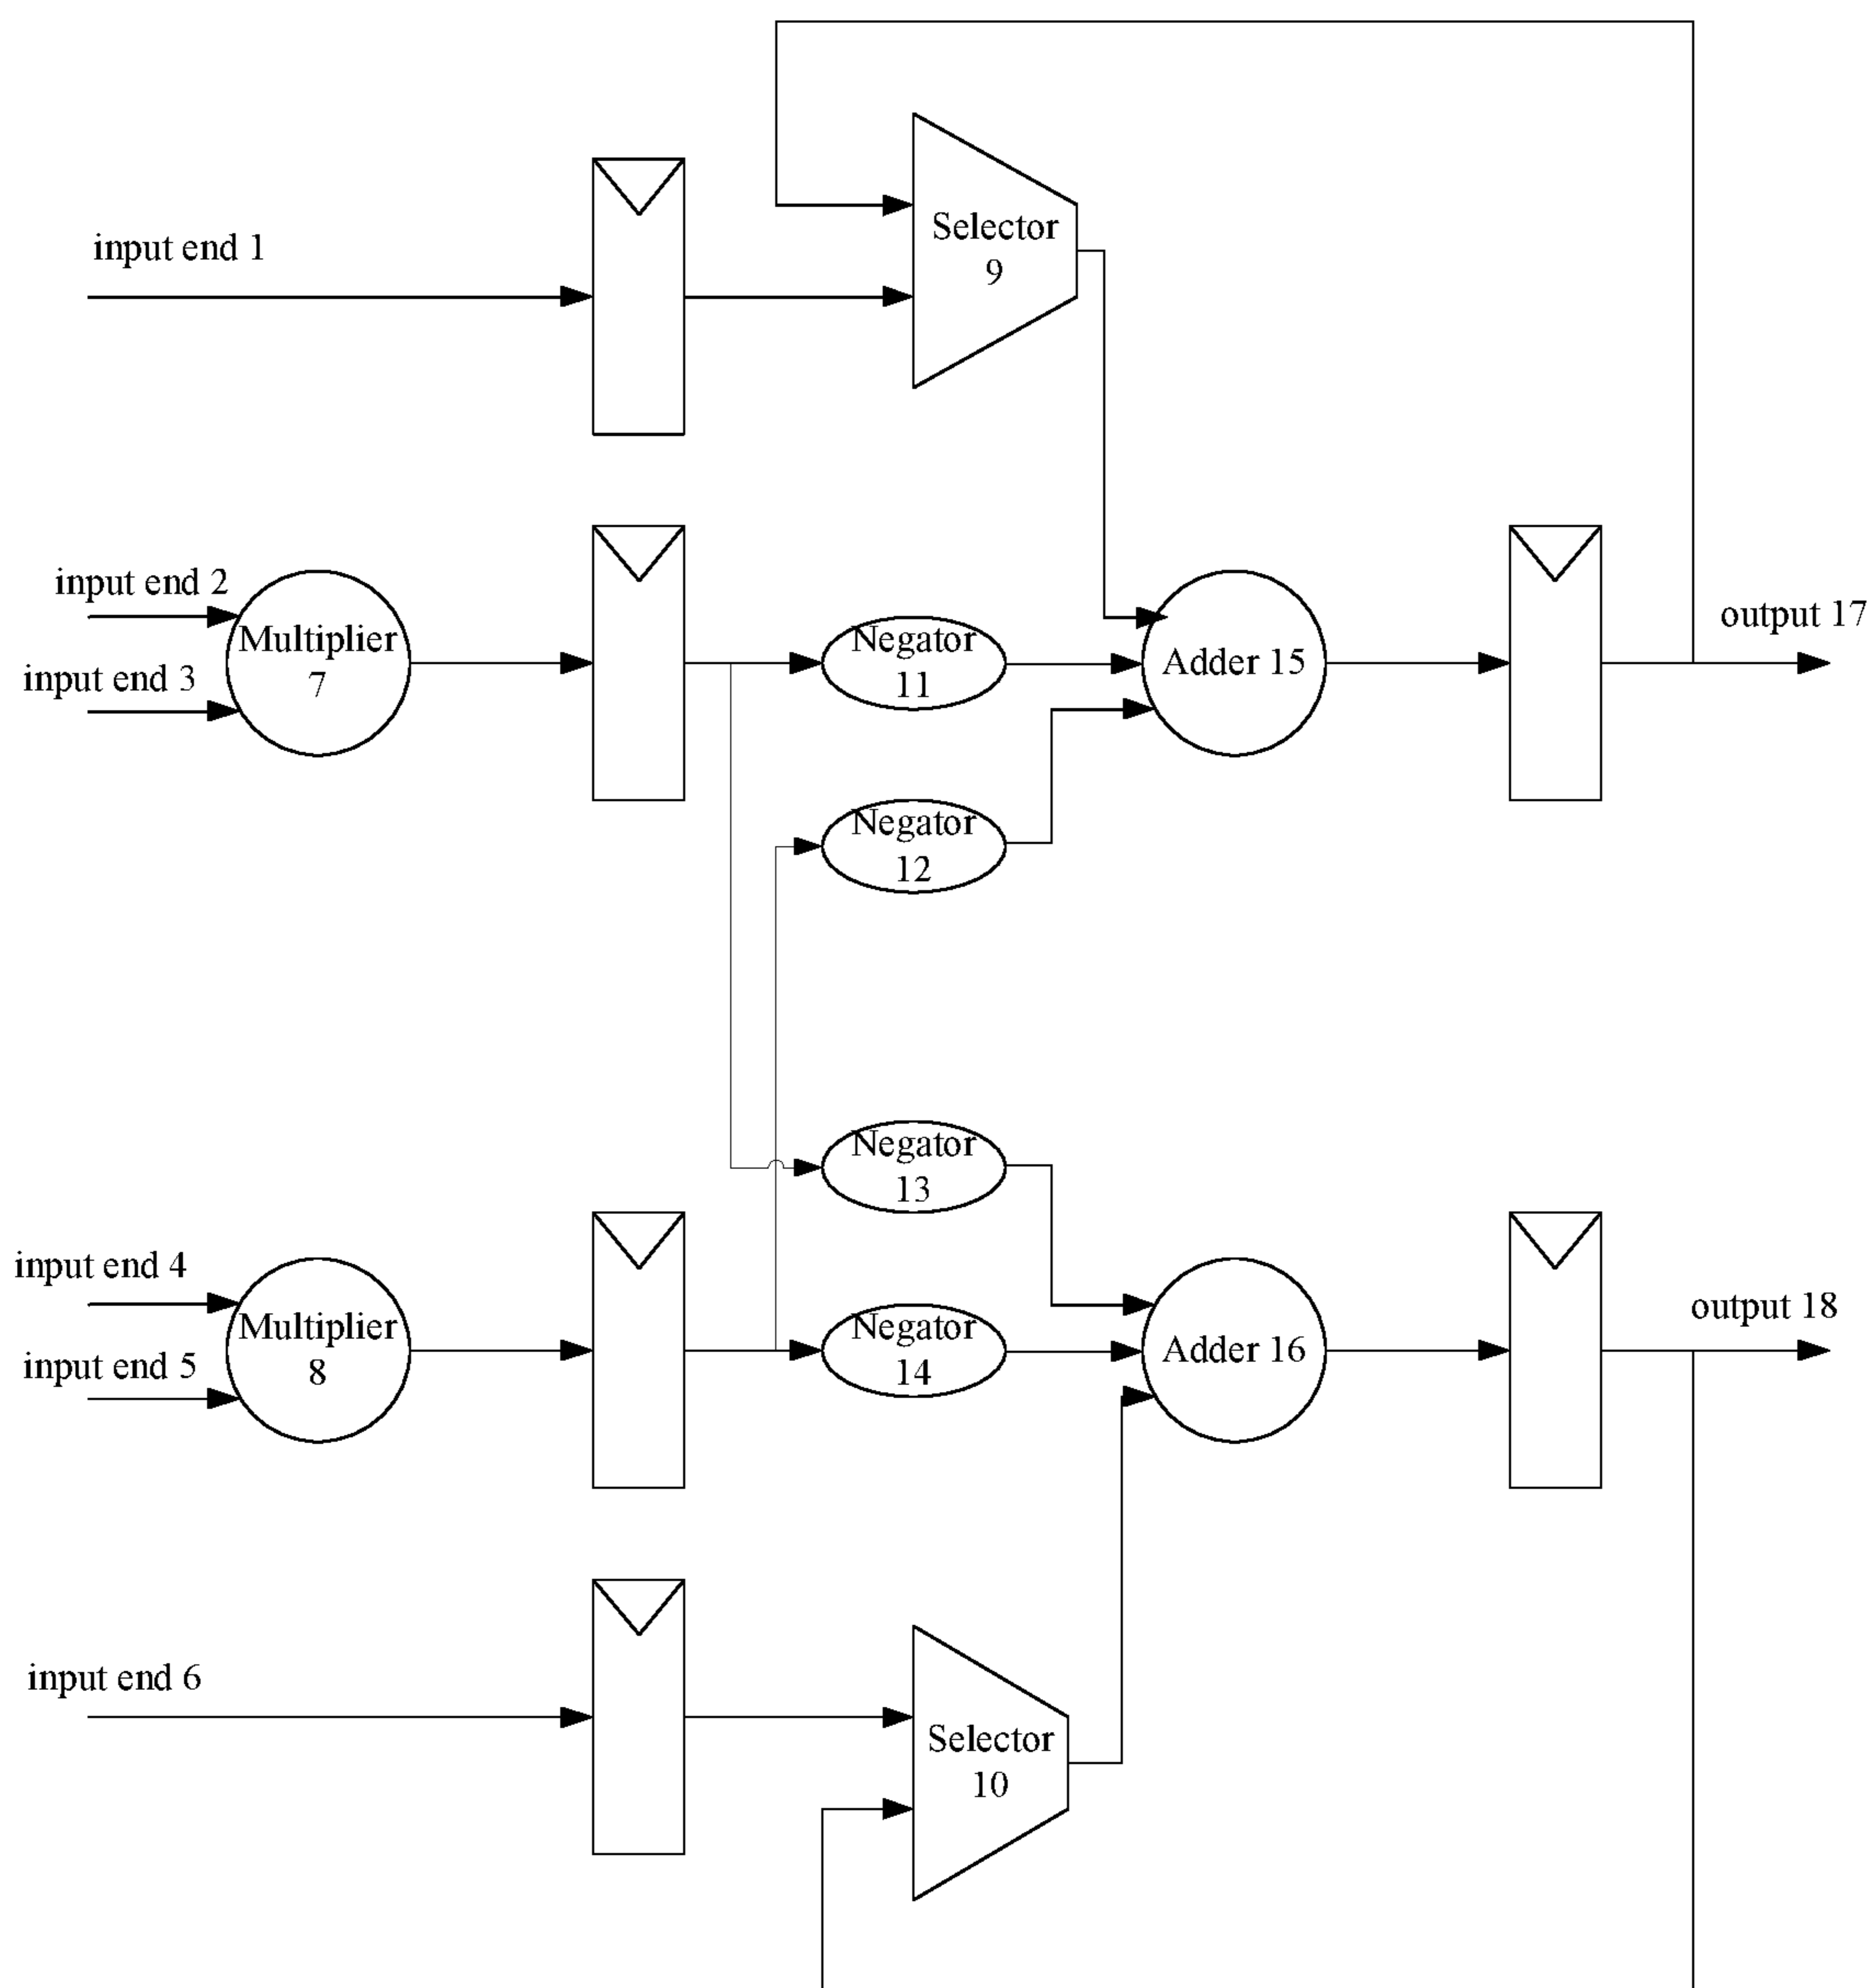 input end 1
Selector
9
input end 2
input end 3
Multiplier
7
Negator
11
Adder 15
output 17
Negator
12
Negator
13
input end 4
input end 5
Multiplier
8
Negator
14
Adder 16
output 18
input end 6
Selector
10